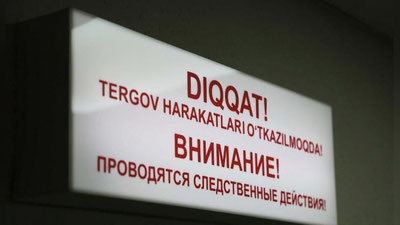 DIQQAT!
TERGOV HARAKATLARI O‘TKAZILMOQDA!
ВНИМАНИЕ!
ПРОВОДЯТСЯ СЛЕДСТВЕННЫЕ ДЕЙСТВИЯ!